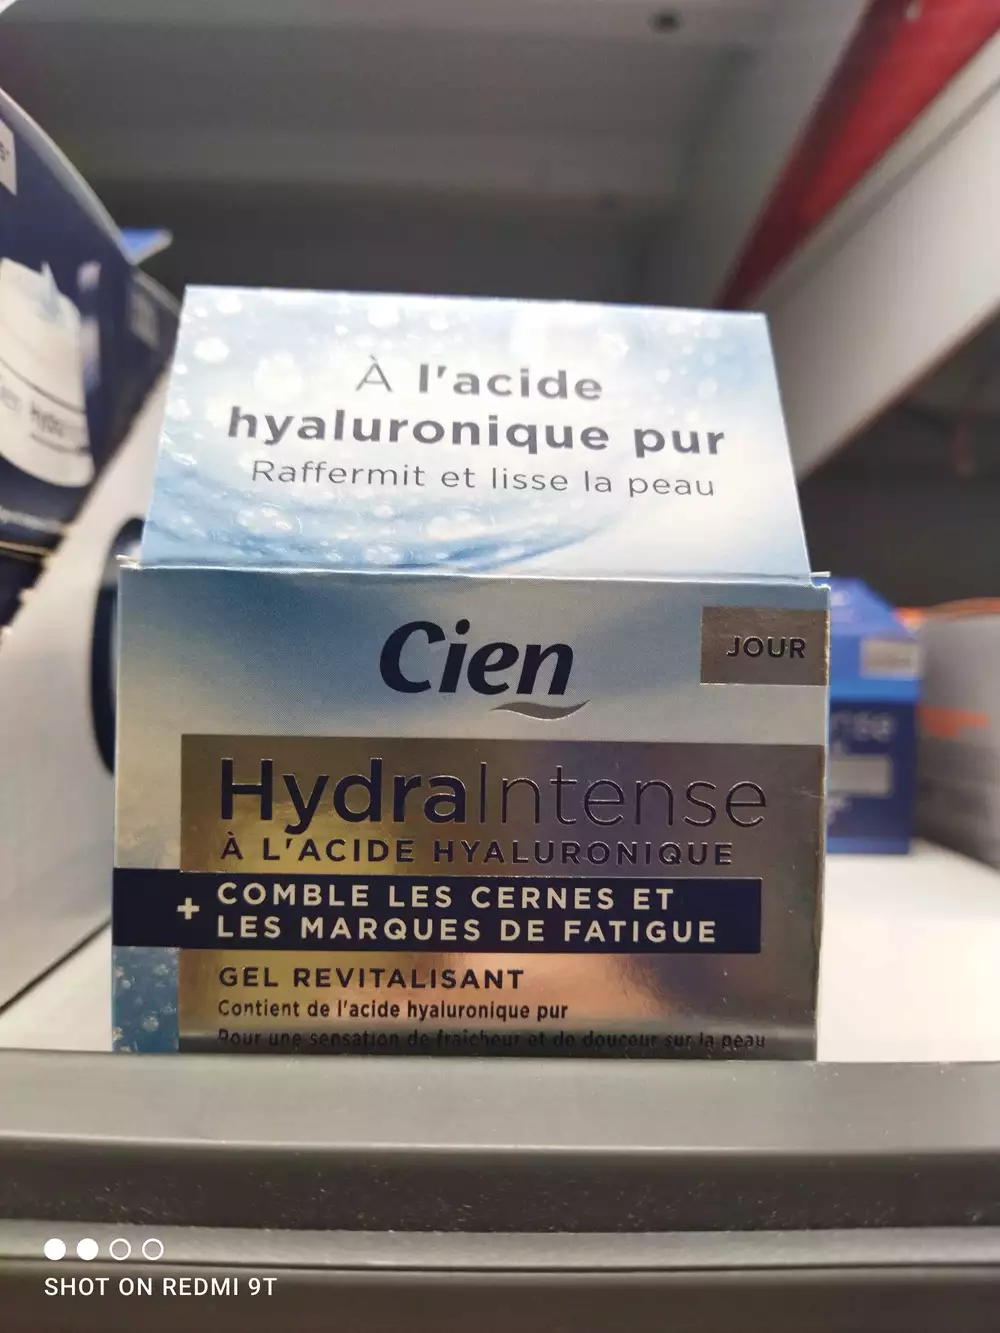 À l'acide
hyaluronique pur
Raffermit et lisse la peau
Cien
JOUR
HydraIntense
À L'ACIDE HYALURONIQUE
+ COMBLE LES CERNES ET
LES MARQUES DE FATIGUE
GEL REVITALISANT
Contient de l'acide hyaluronique pur
Pour une sensation de fraîcheur et de douceur sur la peau
SHOT ON REDMI 9T